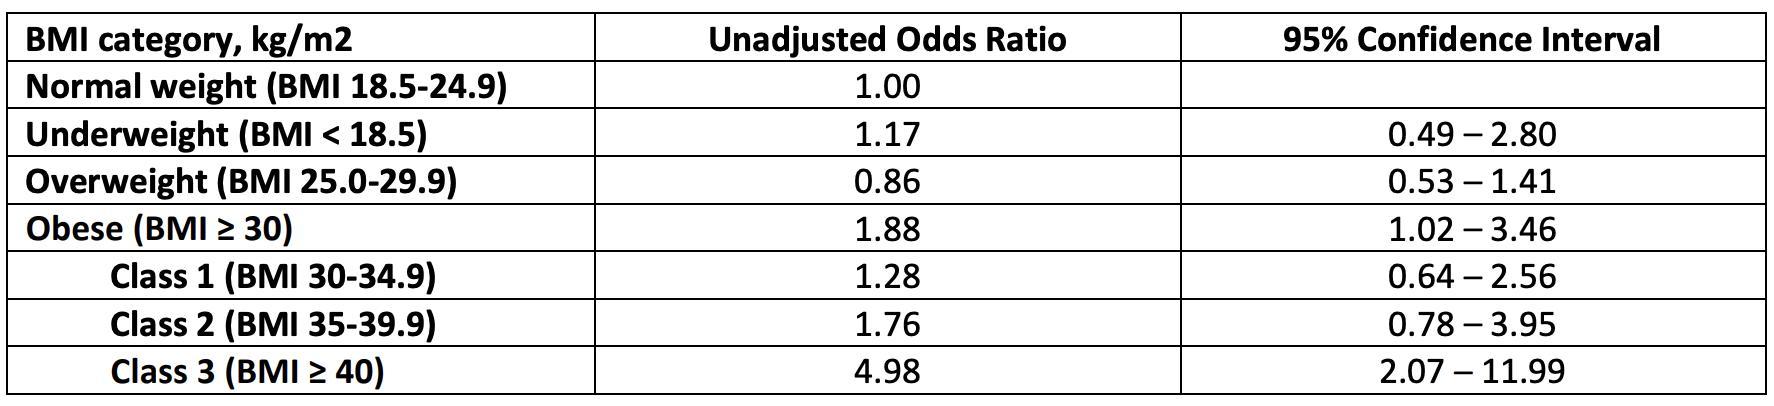 BMI category, kg/m2 Unadjusted Odds Ratio 95% Confidence Interval
Normal weight (BMI 18.5-24.9) 1.00
Underweight (BMI < 18.5) 1.17 0.49 – 2.80
Overweight (BMI 25.0-29.9) 0.86 0.53 – 1.41
Obese (BMI ≥ 30) 1.88 1.02 – 3.46
Class 1 (BMI 30-34.9) 1.28 0.64 – 2.56
Class 2 (BMI 35-39.9) 1.76 0.78 – 3.95
Class 3 (BMI ≥ 40) 4.98 2.07 – 11.99